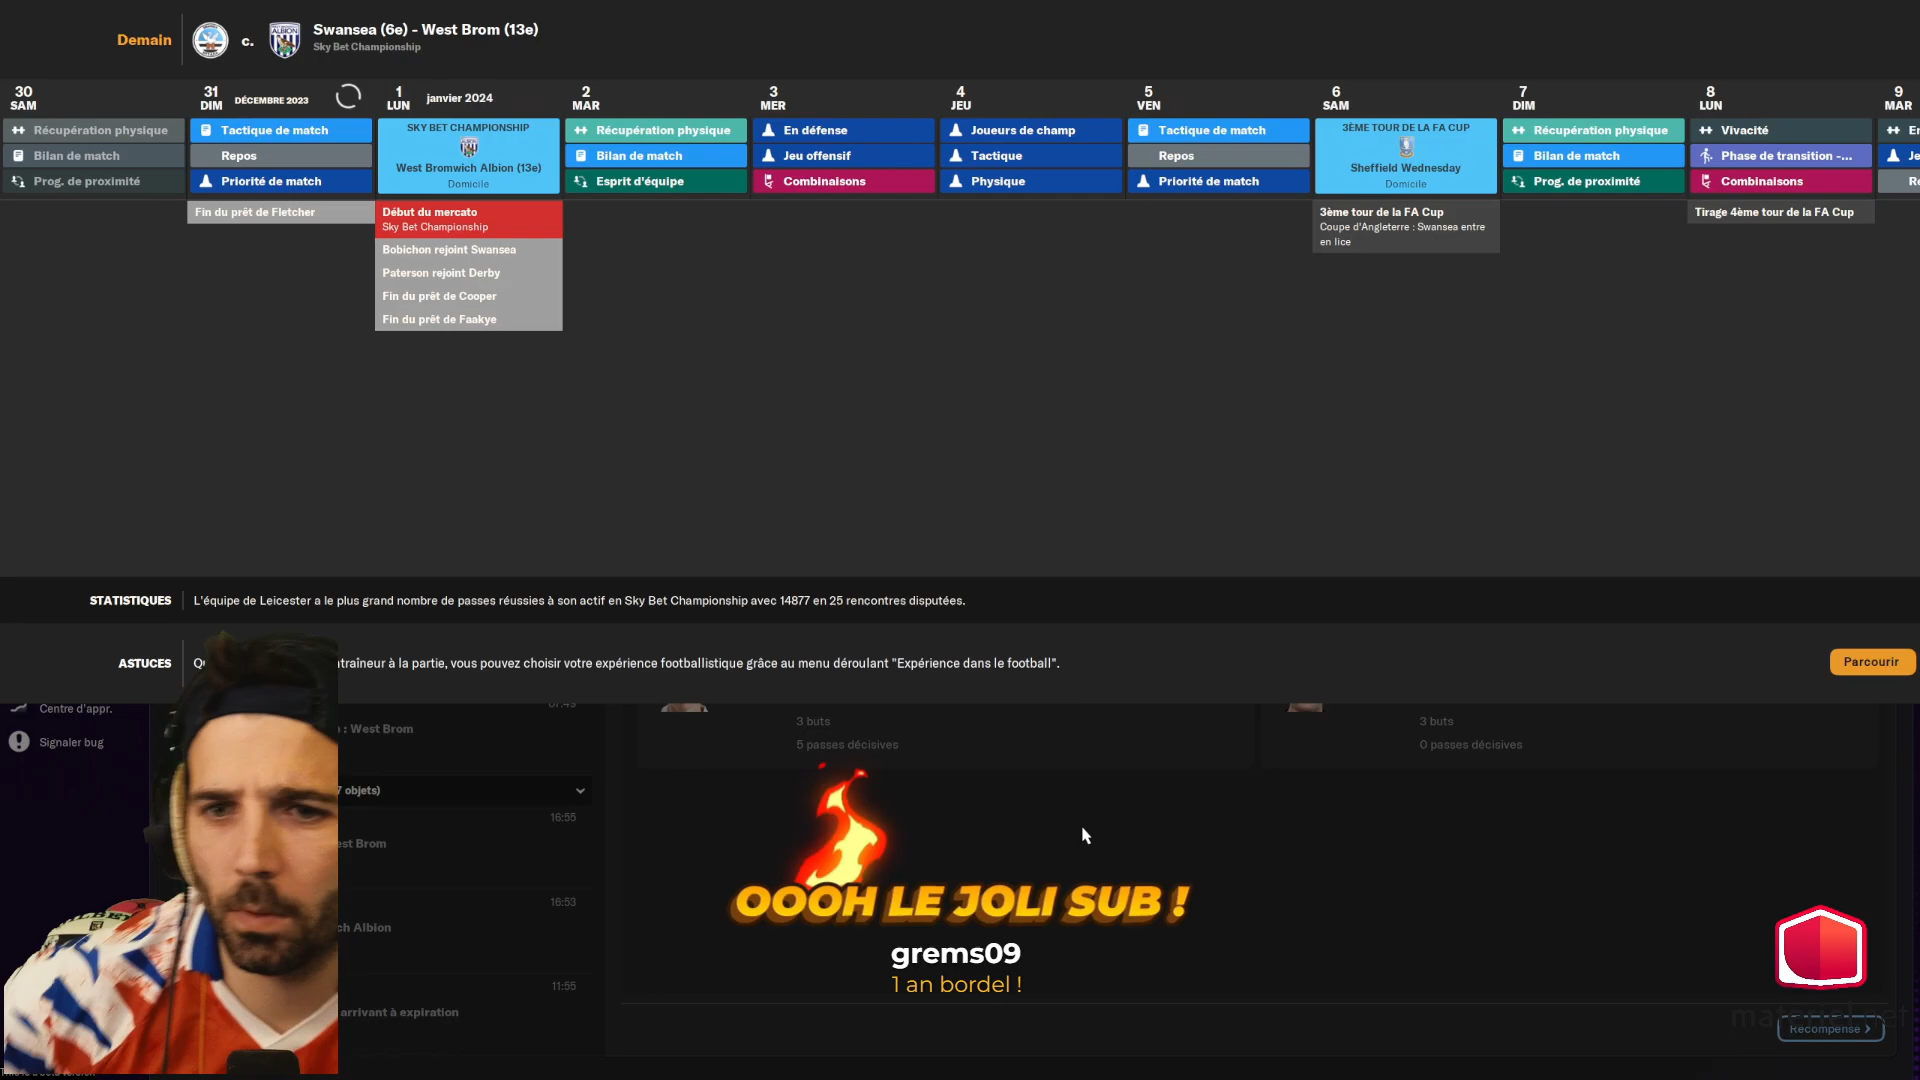 Demain
c.
Swansea (6e) - West Brom (13e)
Sky Bet Championship
30
SAM
31
DIM
DÉCEMBRE 2023
1
LUN
janvier 2024
2
MAR
3
MER
4
JEU
5
VEN
6
SAM
7
DIM
8
LUN
9
MAR
Récupération physique
Bilan de match
Prog. de proximité
Tactique de match
Repos
Priorité de match
Fin du prêt de Fletcher
SKY BET CHAMPIONSHIP
West Bromwich Albion (13e)
Domicile
Début du mercato
Sky Bet Championship
Bobichon rejoint Swansea
Paterson rejoint Derby
Fin du prêt de Cooper
Fin du prêt de Faakye
Récupération physique
Bilan de match
Esprit d'équipe
En défense
Jeu offensif
Combinaisons
Joueurs de champ
Tactique
Physique
Tactique de match
Repos
Priorité de match
3ÈME TOUR DE LA FA CUP
Sheffield Wednesday
Domicile
3ème tour de la FA Cup
Coupe d'Angleterre : Swansea entre
en lice
Récupération physique
Bilan de match
Prog. de proximité
Vivacité
Phase de transition -...
Combinaisons
Tirage 4ème tour de la FA Cup
STATISTIQUES
L'équipe de Leicester a le plus grand nombre de passes réussies à son actif en Sky Bet Championship avec 14877 en 25 rencontres disputées.
ASTUCES
à la partie, vous pouvez choisir votre expérience footballistique grâce au menu déroulant "Expérience dans le football".
Parcourir
Centre d'appr.
Signaler bug
: West Brom
7 objets)
16:55
est Brom
16:53
ch Albion
11:55
arrivant à expiration
3 buts
5 passes décisives
3 buts
0 passes décisives
OOOH LE JOLI SUB !
grems09
1 an bordel !
Récompense